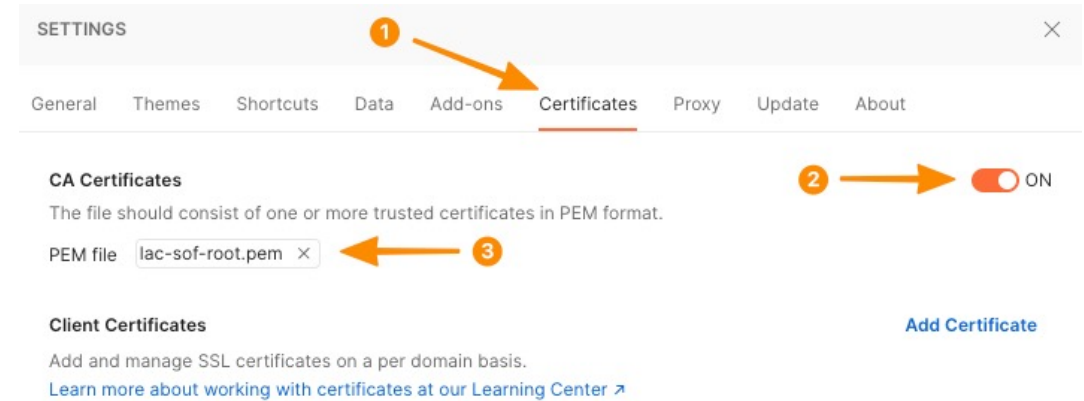 SETTINGS
1
General Themes Shortcuts Data Add-ons Certificates Proxy Update About
CA Certificates
2
ON
The file should consist of one or more trusted certificates in PEM format.
PEM file lac-sof-root.pem ×
3
Client Certificates
Add Certificate
Add and manage SSL certificates on a per domain basis.
Learn more about working with certificates at our Learning Center ↗